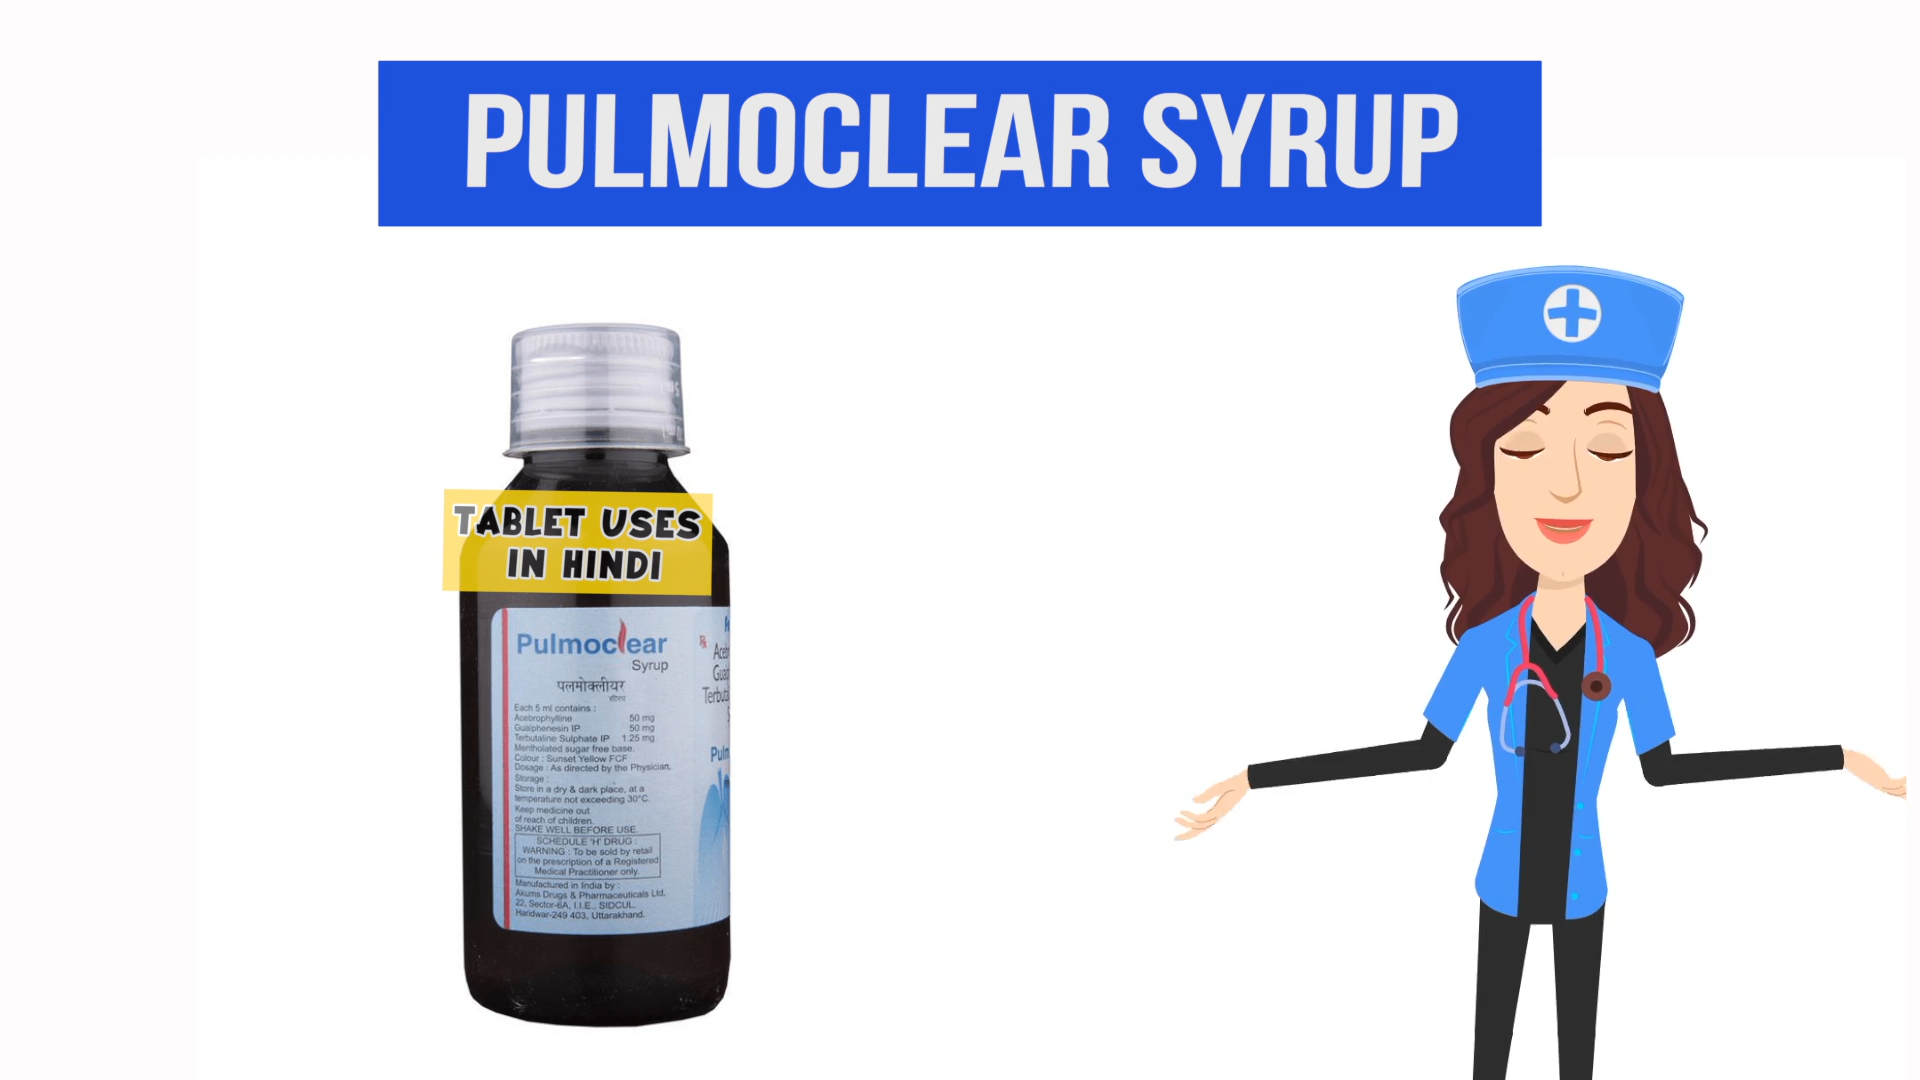 PULMOCLEAR SYRUP
TABLET USES
IN HINDI
Pulmoclear
Syrup
पलमोक्लीयर
सीरप
Each 5 ml contains :
Acebrophylline 50 mg
Guaiphenesin IP 50 mg
Terbutaline Sulphate IP 1.25 mg
Mentholated sugar free base.
Colour : Sunset Yellow FCF
Dosage : As directed by the Physician.
Storage :
Store in a dry & dark place, at a
temperature not exceeding 30°C.
Keep medicine out
of reach of children.
SHAKE WELL BEFORE USE.
SCHEDULE 'H' DRUG :
WARNING : To be sold by retail
on the prescription of a Registered
Medical Practitioner only.
Manufactured in India by :
Akums Drugs & Pharmaceuticals Ltd.
22, Sector-6A, I.I.E., SIDCUL,
Haridwar-249 403, Uttarakhand.
Rx